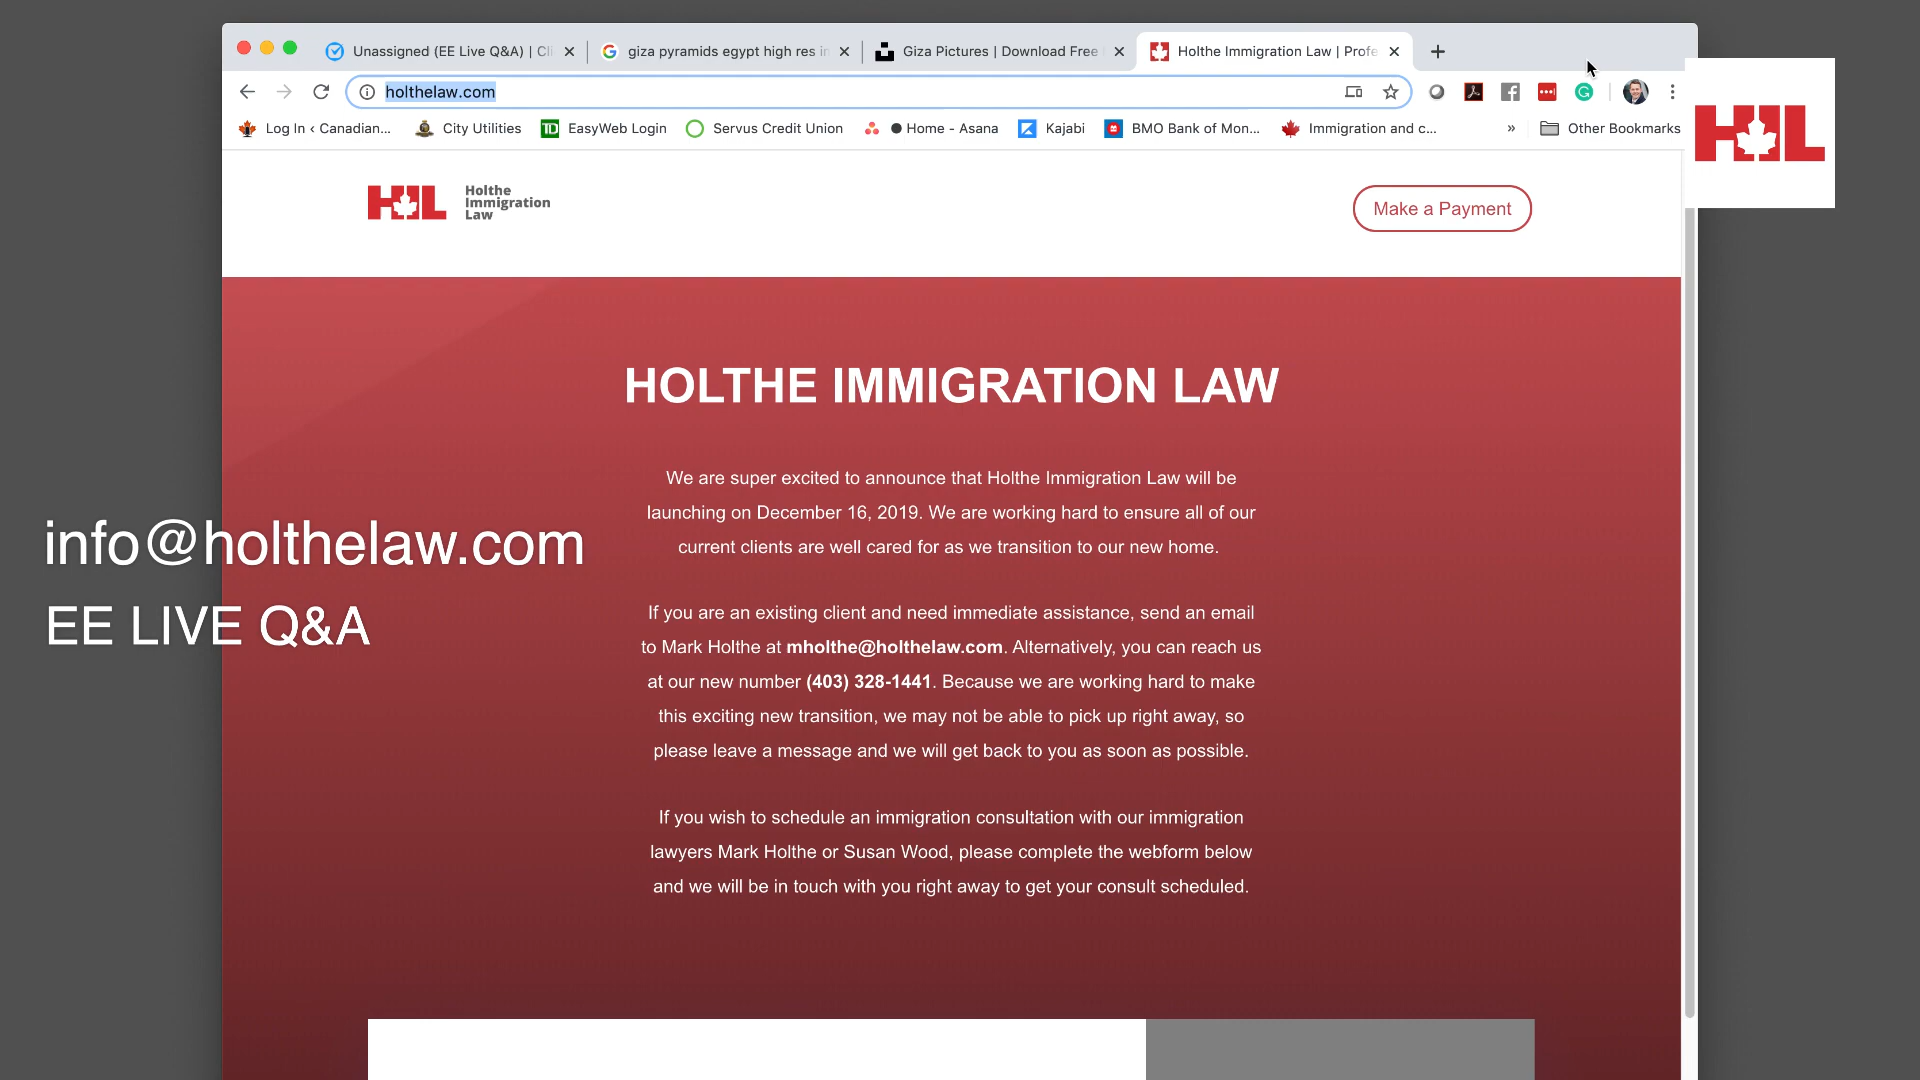 Unassigned (EE Live Q&A) | Cl
giza pyramids egypt high res in
Giza Pictures | Download Free
Holthe Immigration Law | Profe
holthelaw.com
Log In ‹ Canadian...
City Utilities
EasyWeb Login
Servus Credit Union
Home - Asana
Kajabi
BMO Bank of Mon...
Immigration and c...
»
Other Bookmarks
HIL
HIL
Holthe
Immigration
Law
Make a Payment
HOLTHE IMMIGRATION LAW
We are super excited to announce that Holthe Immigration Law will be
launching on December 16, 2019. We are working hard to ensure all of our
current clients are well cared for as we transition to our new home.
info@holthelaw.com
EE LIVE Q&A
If you are an existing client and need immediate assistance, send an email
to Mark Holthe at mholthe@holthelaw.com. Alternatively, you can reach us
at our new number (403) 328-1441. Because we are working hard to make
this exciting new transition, we may not be able to pick up right away, so
please leave a message and we will get back to you as soon as possible.
If you wish to schedule an immigration consultation with our immigration
lawyers Mark Holthe or Susan Wood, please complete the webform below
and we will be in touch with you right away to get your consult scheduled.